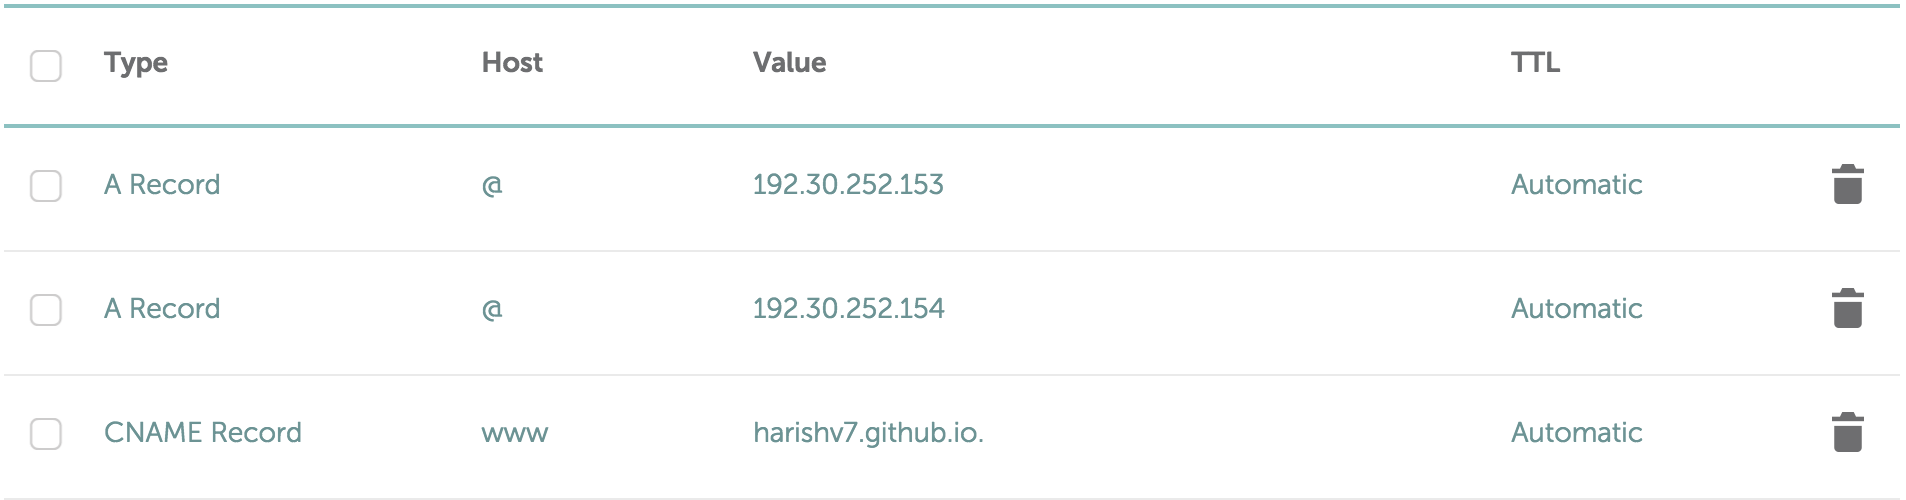 Type Host Value TTL
A Record @ 192.30.252.153 Automatic
A Record @ 192.30.252.154 Automatic
CNAME Record www harishv7.github.io. Automatic